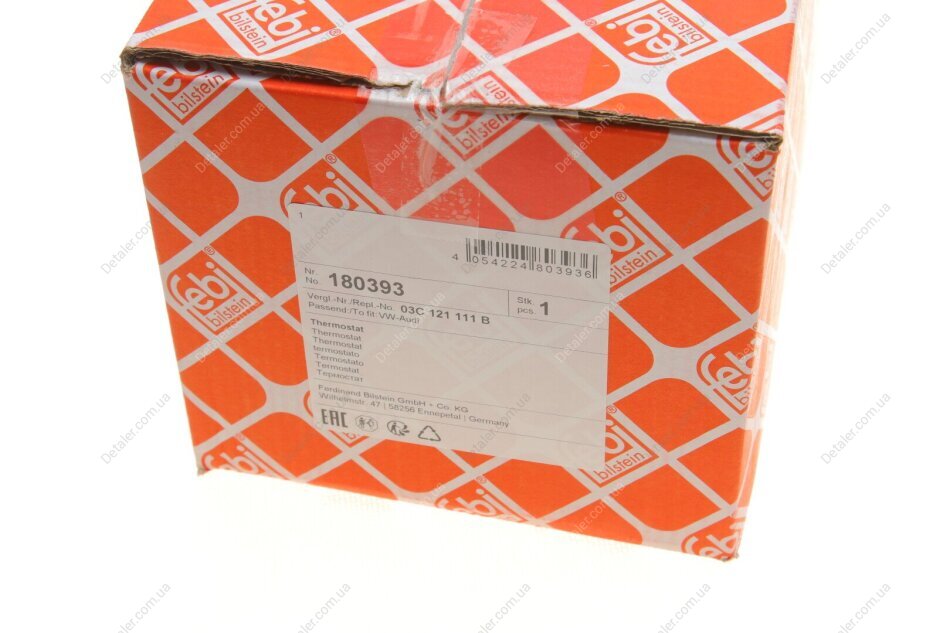 febi
bilstein
1
4 054224 803936
Nr.
No. 180393
Stk.
pcs. 1
Vergl.-Nr./Repl.-No. 03C 121 111 B
Passend:/To fit:VW-Audi
Thermostat
Thermostat
Thermostat
termostato
Termostato
Termostat
Термостат
Ferdinand Bilstein GmbH + Co. KG
Wilhelmstr. 47 | 58256 Ennepetal | Germany
EAC
Detaler.com.ua